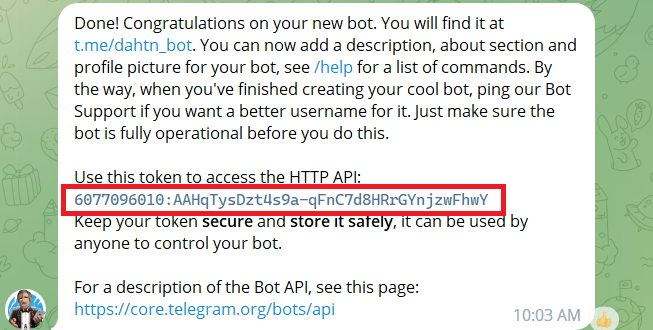 Done! Congratulations on your new bot. You will find it at
t.me/dahtn_bot. You can now add a description, about section and
profile picture for your bot, see /help for a list of commands. By
the way, when you've finished creating your cool bot, ping our Bot
Support if you want a better username for it. Just make sure the
bot is fully operational before you do this.
Use this token to access the HTTP API:
6077096010:AAHqTysDzt4s9a-qFnC7d8HRrGYnjzwFhwY
Keep your token secure and store it safely, it can be used by
anyone to control your bot.
For a description of the Bot API, see this page:
https://core.telegram.org/bots/api
10:03 AM